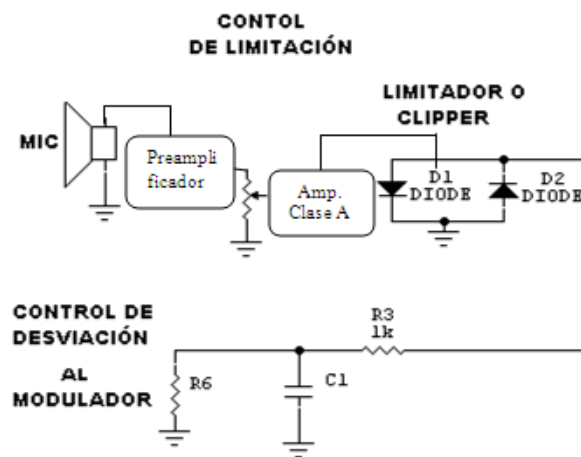 CONTOL
DE LIMITACIÓN
LIMITADOR O
CLIPPER
MIC
Preampli
ficador
Amp.
Clase A
D1
DIODE
D2
DIODE
CONTROL DE
DESVIACIÓN
AL
MODULADOR
R6
C1
R3
1k